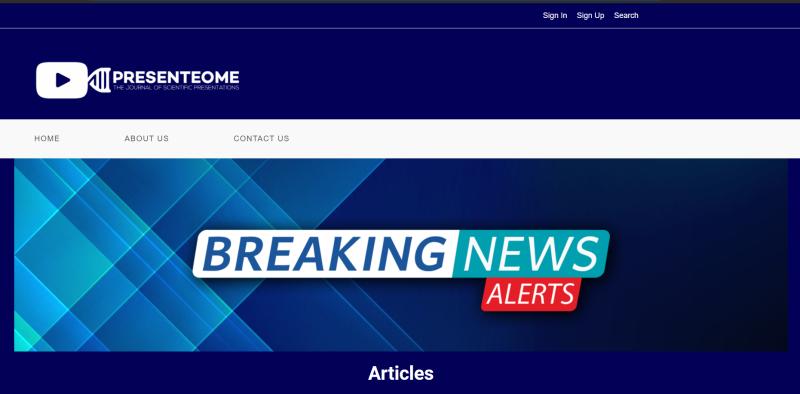 Sign In Sign Up Search
PRESENTEOME
THE JOURNAL OF SCIENTIFIC PRESENTATIONS
HOME ABOUT US CONTACT US
BREAKING NEWS
ALERTS
Articles